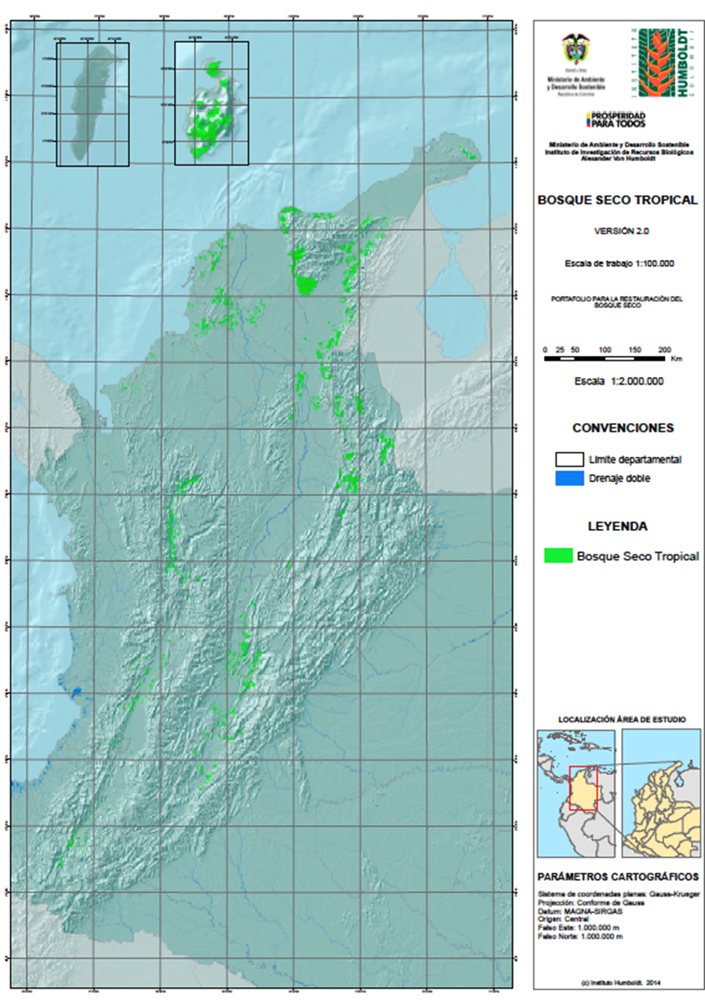 Ministerio de Ambiente
y Desarrollo Sostenible
República de Colombia
INSTITUTO
HUMBOLDT
COLOMBIA
PROSPERIDAD
PARA TODOS
Ministerio de Ambiente y Desarrollo Sostenible
Instituto de Investigación de Recursos Biológicos
Alexander Von Humboldt
BOSQUE SECO TROPICAL
VERSIÓN 2.0
Escala de trabajo 1:100.000
PORTAFOLIO PARA LA RESTAURACIÓN DEL
BOSQUE SECO
0 25 50 100 150 200
Km
Escala 1:2.000.000
CONVENCIONES
Límite departamental
Drenaje doble
LEYENDA
Bosque Seco Tropical
LOCALIZACIÓN ÁREA DE ESTUDIO
PARÁMETROS CARTOGRÁFICOS
Sistema de coordenadas planas: Gauss-Krueger
Projección: Conforme de Gauss
Datum: MAGNA-SIRGAS
Origen: Central
Falso Este: 1.000.000 m
Falso Norte: 1.000.000 m
(c) Instituto Humboldt. 2014